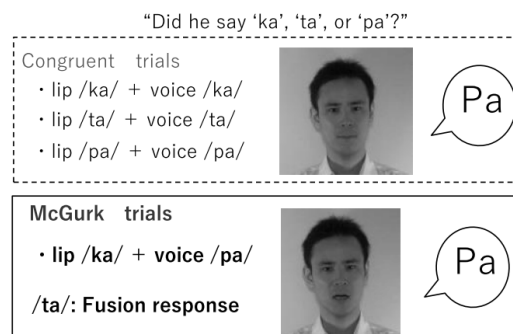 “Did he say ‘ka’, ‘ta’, or ‘pa’?”
Congruent trials
・lip /ka/ + voice /ka/
・lip /ta/ + voice /ta/
・lip /pa/ + voice /pa/
Pa
McGurk trials
・lip /ka/ + voice /pa/
/ta/: Fusion response
Pa